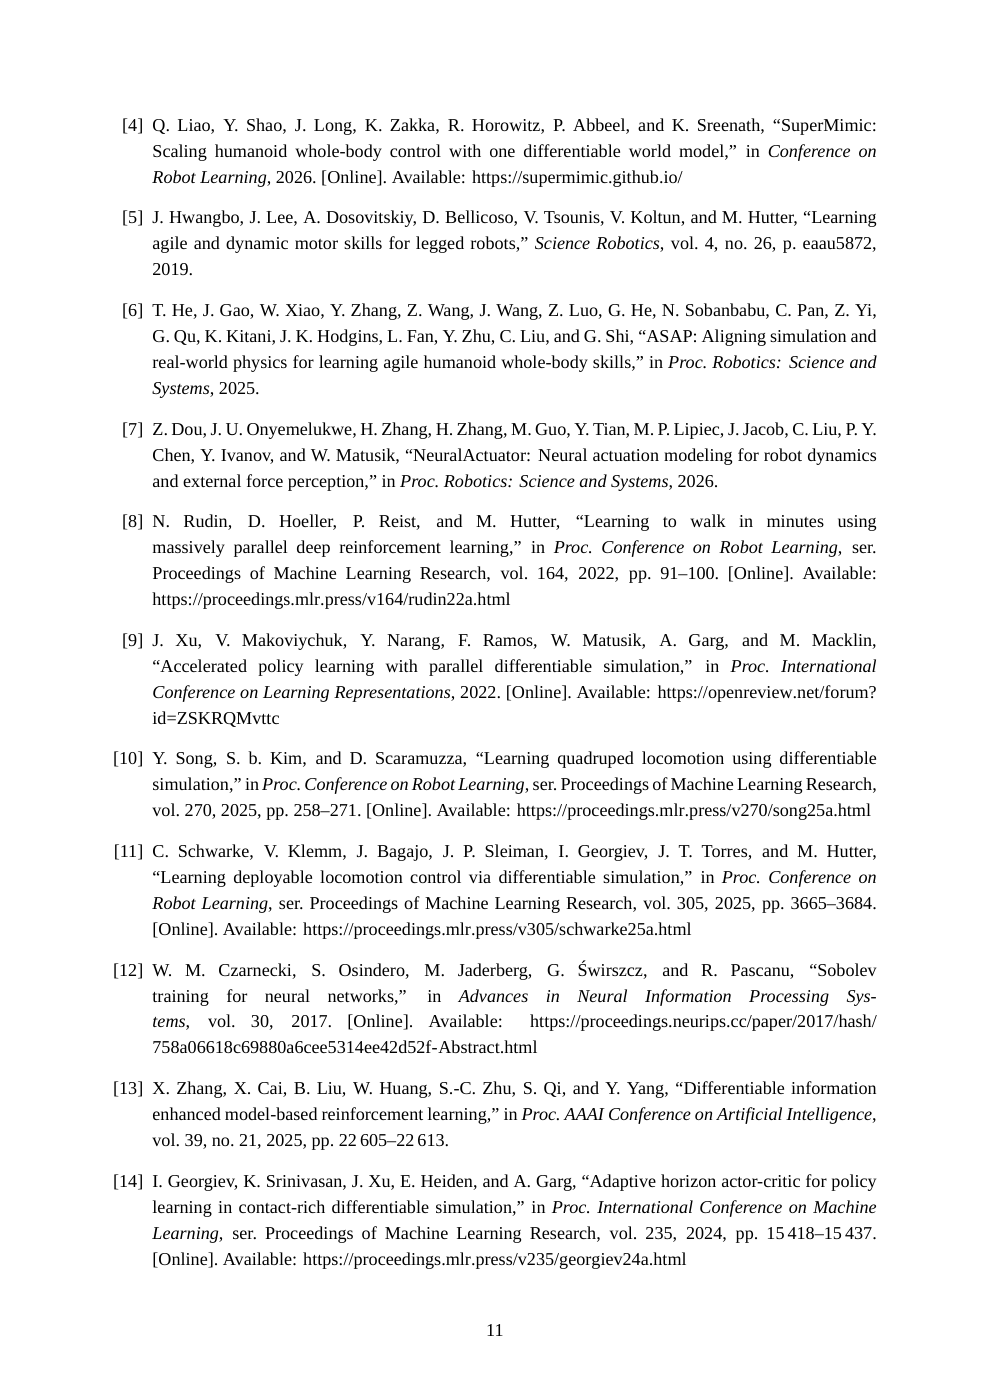 [4] Q. Liao, Y. Shao, J. Long, K. Zakka, R. Horowitz, P. Abbeel, and K. Sreenath, “SuperMimic:
Scaling humanoid whole-body control with one differentiable world model,” in Conference on
Robot Learning, 2026. [Online]. Available: https://supermimic.github.io/
[5] J. Hwangbo, J. Lee, A. Dosovitskiy, D. Bellicoso, V. Tsounis, V. Koltun, and M. Hutter, “Learning
agile and dynamic motor skills for legged robots,” Science Robotics, vol. 4, no. 26, p. eaau5872,
2019.
[6] T. He, J. Gao, W. Xiao, Y. Zhang, Z. Wang, J. Wang, Z. Luo, G. He, N. Sobanbabu, C. Pan, Z. Yi,
G. Qu, K. Kitani, J. K. Hodgins, L. Fan, Y. Zhu, C. Liu, and G. Shi, “ASAP: Aligning simulation and
real-world physics for learning agile humanoid whole-body skills,” in Proc. Robotics: Science and
Systems, 2025.
[7] Z. Dou, J. U. Onyemelukwe, H. Zhang, H. Zhang, M. Guo, Y. Tian, M. P. Lipiec, J. Jacob, C. Liu, P. Y.
Chen, Y. Ivanov, and W. Matusik, “NeuralActuator: Neural actuation modeling for robot dynamics
and external force perception,” in Proc. Robotics: Science and Systems, 2026.
[8] N. Rudin, D. Hoeller, P. Reist, and M. Hutter, “Learning to walk in minutes using
massively parallel deep reinforcement learning,” in Proc. Conference on Robot Learning, ser.
Proceedings of Machine Learning Research, vol. 164, 2022, pp. 91–100. [Online]. Available:
https://proceedings.mlr.press/v164/rudin22a.html
[9] J. Xu, V. Makoviychuk, Y. Narang, F. Ramos, W. Matusik, A. Garg, and M. Macklin,
“Accelerated policy learning with parallel differentiable simulation,” in Proc. International
Conference on Learning Representations, 2022. [Online]. Available: https://openreview.net/forum?
id=ZSKRQMvttc
[10] Y. Song, S. b. Kim, and D. Scaramuzza, “Learning quadruped locomotion using differentiable
simulation,” in Proc. Conference on Robot Learning, ser. Proceedings of Machine Learning Research,
vol. 270, 2025, pp. 258–271. [Online]. Available: https://proceedings.mlr.press/v270/song25a.html
[11] C. Schwarke, V. Klemm, J. Bagajo, J. P. Sleiman, I. Georgiev, J. T. Torres, and M. Hutter,
“Learning deployable locomotion control via differentiable simulation,” in Proc. Conference on
Robot Learning, ser. Proceedings of Machine Learning Research, vol. 305, 2025, pp. 3665–3684.
[Online]. Available: https://proceedings.mlr.press/v305/schwarke25a.html
[12] W. M. Czarnecki, S. Osindero, M. Jaderberg, G. Świrszcz, and R. Pascanu, “Sobolev
training for neural networks,” in Advances in Neural Information Processing Sys-
tems, vol. 30, 2017. [Online]. Available: https://proceedings.neurips.cc/paper/2017/hash/
758a06618c69880a6cee5314ee42d52f-Abstract.html
[13] X. Zhang, X. Cai, B. Liu, W. Huang, S.-C. Zhu, S. Qi, and Y. Yang, “Differentiable information
enhanced model-based reinforcement learning,” in Proc. AAAI Conference on Artificial Intelligence,
vol. 39, no. 21, 2025, pp. 22 605–22 613.
[14] I. Georgiev, K. Srinivasan, J. Xu, E. Heiden, and A. Garg, “Adaptive horizon actor-critic for policy
learning in contact-rich differentiable simulation,” in Proc. International Conference on Machine
Learning, ser. Proceedings of Machine Learning Research, vol. 235, 2024, pp. 15 418–15 437.
[Online]. Available: https://proceedings.mlr.press/v235/georgiev24a.html
11